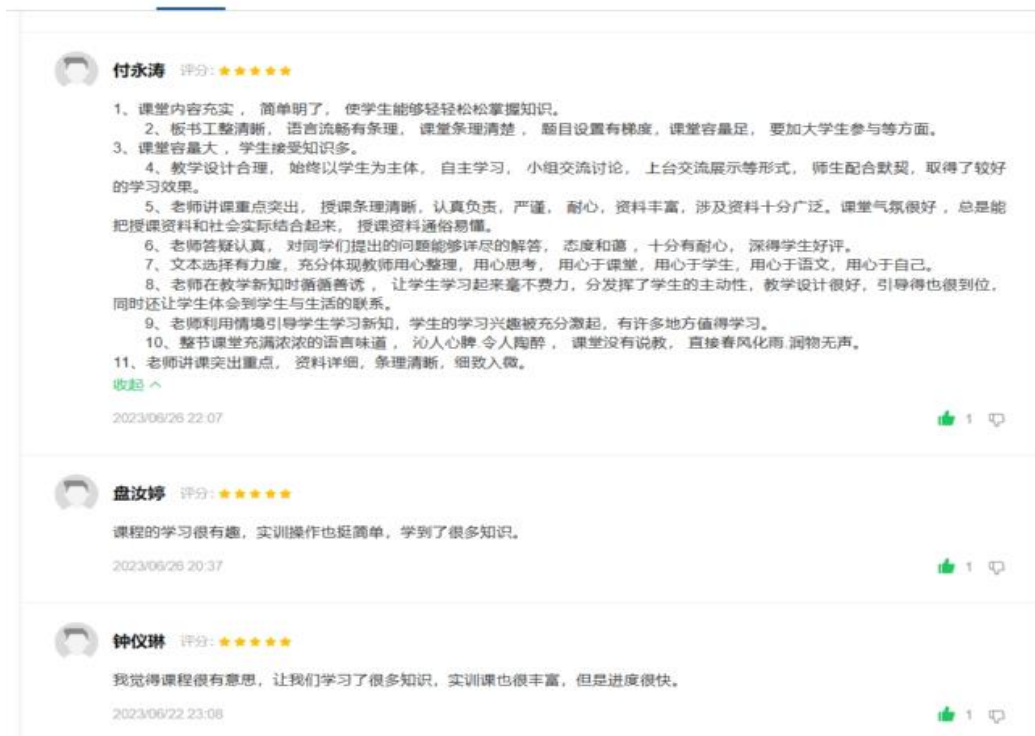 付永涛 评分:
1、课堂内容充实 ， 简单明了， 使学生能够轻轻松松掌握知识。
2、板书工整清晰， 语言流畅有条理， 课堂条理清楚 ， 题目设置有梯度，课堂容量足， 要加大学生参与等方面。
3、课堂容量大 ，学生接受知识多。
4、教学设计合理， 始终以学生为主体， 自主学习， 小组交流讨论， 上台交流展示等形式， 师生配合默契，取得了较好
的学习效果。
5、老师讲课重点突出， 授课条理清晰，认真负责，严谨， 耐心，资料丰富，涉及资料十分广泛。课堂气氛很好 ，总是能
把授课资料和社会实际结合起来， 授课资料通俗易懂。
6、老师答疑认真， 对同学们提出的问题能够详尽的解答， 态度和蔼 ，十分有耐心， 深得学生好评。
7、文本选择有力度，充分体现教师用心整理，用心思考， 用心于课堂，用心于学生，用心于语文，用心于自己。
8、老师在教学新知时循循善诱 ， 让学生学习起来毫不费力，分发挥了学生的主动性，教学设计很好，引导得也很到位，
同时还让学生体会到学生与生活的联系。
9、老师利用情境引导学生学习新知，学生的学习兴趣被充分激起，有许多地方值得学习。
10、整节课堂充满浓浓的语言味道 ， 沁人心脾.令人陶醉 ， 课堂没有说教， 直接春风化雨.润物无声。
11、老师讲课突出重点， 资料详细，条理清晰，细致入微。
收起
2023/06/26 22:07 1
盘汝婷 评分:
课程的学习很有趣，实训操作也挺简单，学到了很多知识。
2023/06/26 20:37 1
钟仪琳 评分:
我觉得课程很有意思，让我们学习了很多知识，实训课也很丰富，但是进度很快。
2023/06/22 23:08 1